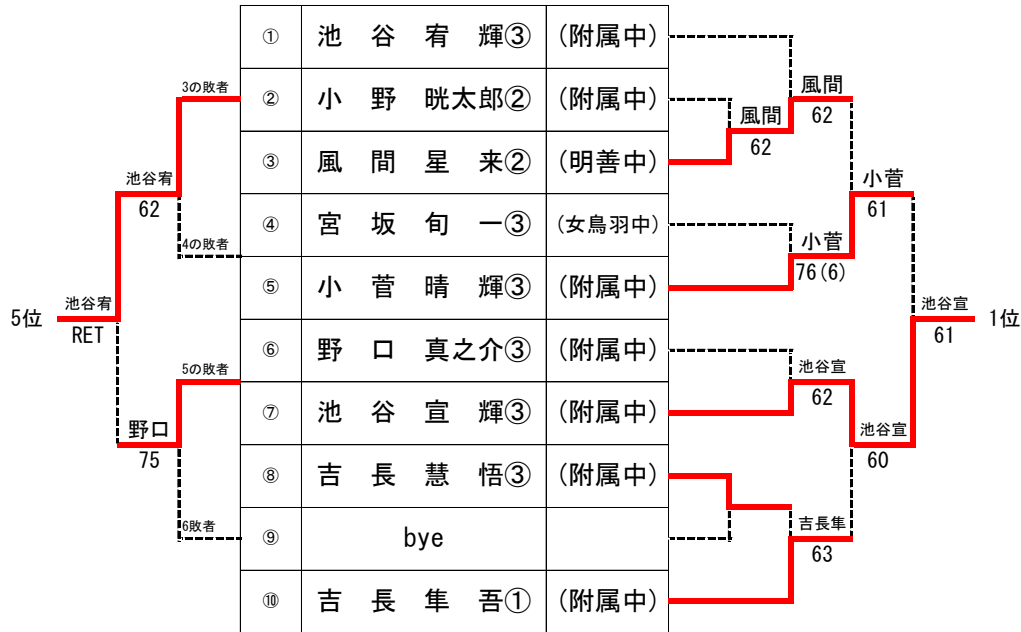 ① 池谷宥輝③ (附属中)
② 小野晄太郎② (附属中)
③ 風間星来② (明善中)
④ 宮坂旬一③ (女鳥羽中)
⑤ 小菅晴輝③ (附属中)
⑥ 野口真之介③ (附属中)
⑦ 池谷宣輝③ (附属中)
⑧ 吉長慧悟③ (附属中)
⑨ bye
⑩ 吉長隼吾① (附属中)
3の敗者
池谷宥
62
4の敗者
5位
池谷宥
RET
5の敗者
野口
75
6敗者
風間
62
風間
62
小菅
76(6)
小菅
61
池谷宣
62
吉長隼
63
池谷宣
60
池谷宣
61
1位